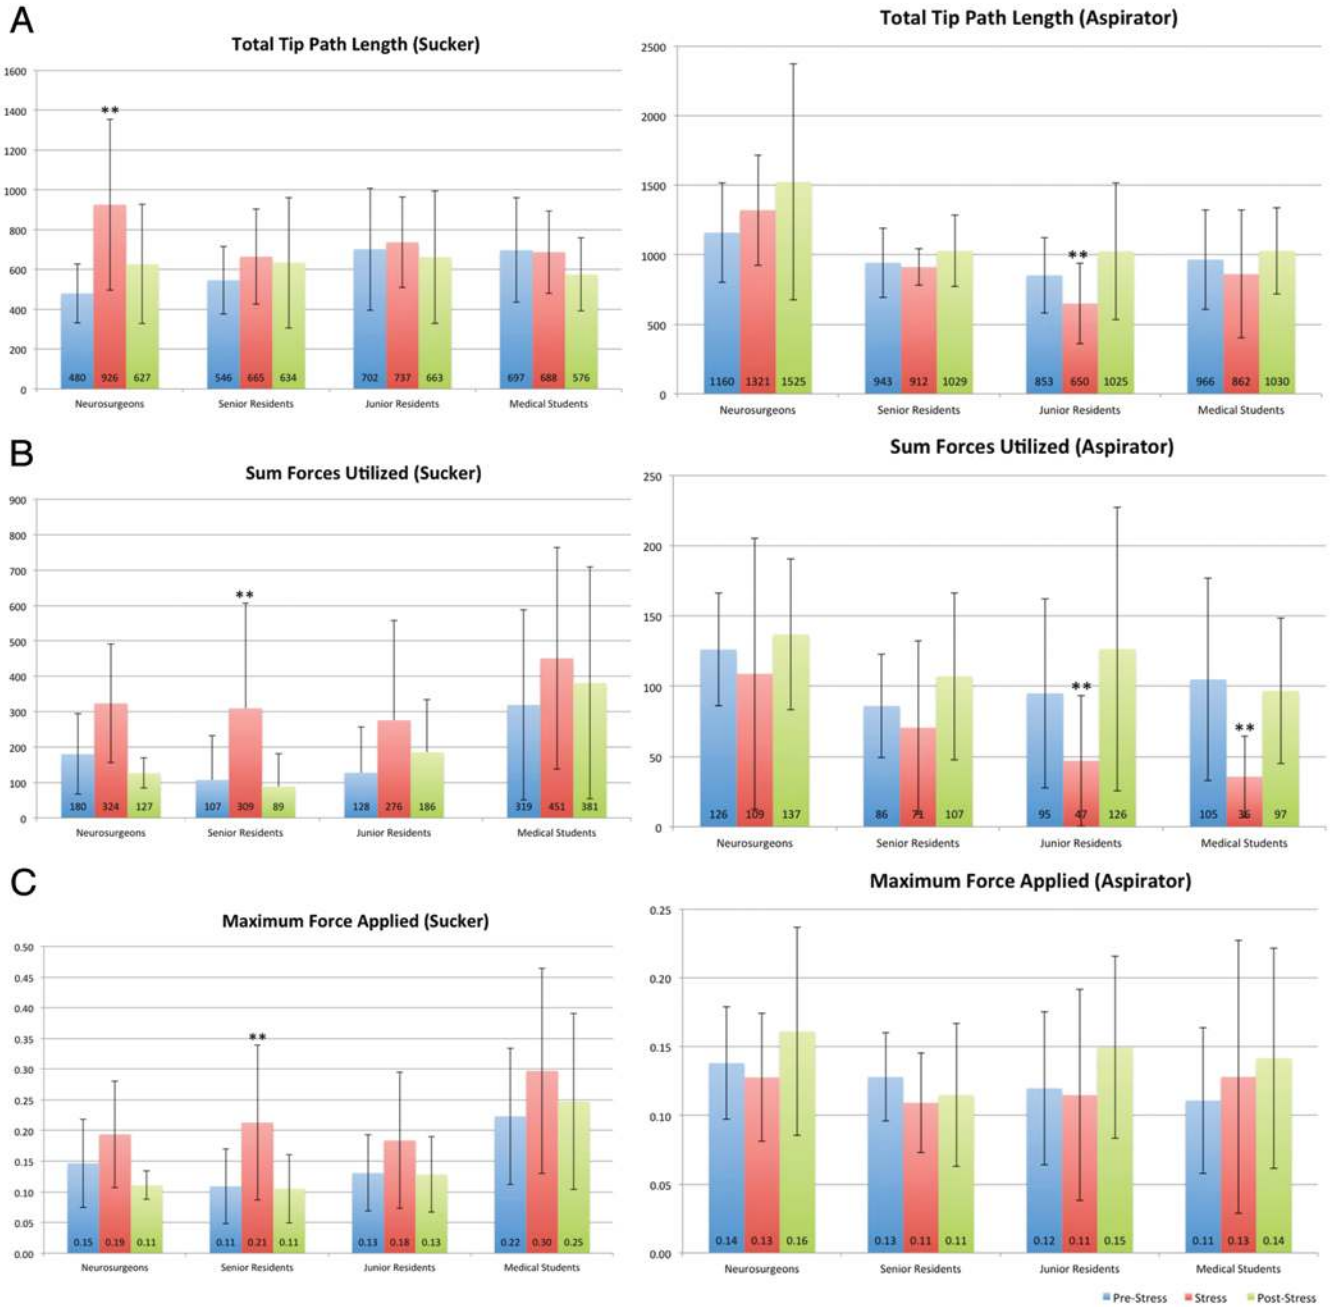 A
Total Tip Path Length (Sucker)
1600
1400
1200
1000
800
600
400
200
0
**
480 926 627
546 665 634
702 737 663
697 688 576
Neurosurgeons Senior Residents Junior Residents Medical Students
Total Tip Path Length (Aspirator)
2500
2000
1500
1000
500
0
**
1160 1321 1525
943 912 1029
853 650 1025
966 862 1030
Neurosurgeons Senior Residents Junior Residents Medical Students
B
Sum Forces Utilized (Sucker)
900
800
700
600
500
400
300
200
100
0
**
180 324 127
107 309 89
128 276 186
319 451 381
Neurosurgeons Senior Residents Junior Residents Medical Students
Sum Forces Utilized (Aspirator)
250
200
150
100
50
0
**
**
126 109 137
86 71 107
95 47 126
105 36 97
Neurosurgeons Senior Residents Junior Residents Medical Students
C
Maximum Force Applied (Sucker)
0.50
0.45
0.40
0.35
0.30
0.25
0.20
0.15
0.10
0.05
0.00
**
0.15 0.19 0.11
0.11 0.21 0.11
0.13 0.18 0.13
0.22 0.30 0.25
Neurosurgeons Senior Residents Junior Residents Medical Students
Maximum Force Applied (Aspirator)
0.25
0.20
0.15
0.10
0.05
0.00
0.14 0.13 0.16
0.13 0.11 0.11
0.12 0.11 0.15
0.11 0.13 0.14
Neurosurgeons Senior Residents Junior Residents Medical Students
Pre-Stress Stress Post-Stress